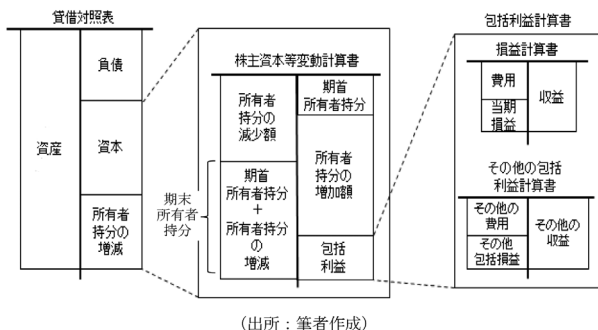 貸借対照表
負債
資産
資本
所有者
持分の
増減
株主資本等変動計算書
所有者
持分の
減少額
期首
所有者持分
期末
所有者
持分
期首
所有者持分
+
所有者持分
の
増減
所有者
持分の
増加額
包括
利益
包括利益計算書
損益計算書
費用
当期
損益
収益
その他の包括
利益計算書
その他の
費用
その他
包括損益
その他の
収益
(出所：筆者作成)